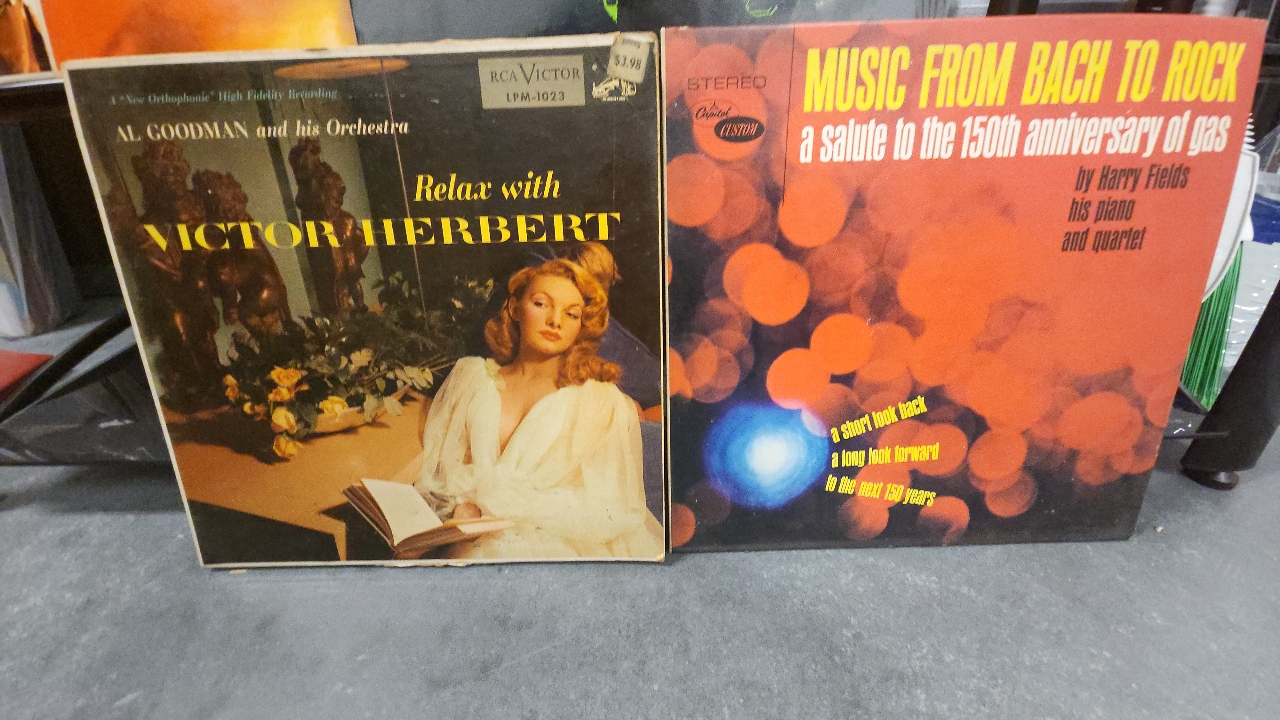 A "New Orthophonic" High Fidelity Recording
RCA VICTOR
LPM-1023
$3.98
AL GOODMAN and his Orchestra
Relax with
VICTOR HERBERT
STEREO
Capitol
CUSTOM
MUSIC FROM BACH TO ROCK
a salute to the 150th anniversary of gas
by Harry Fields
his piano
and quartet
a short look back
a long look forward
to the next 150 years